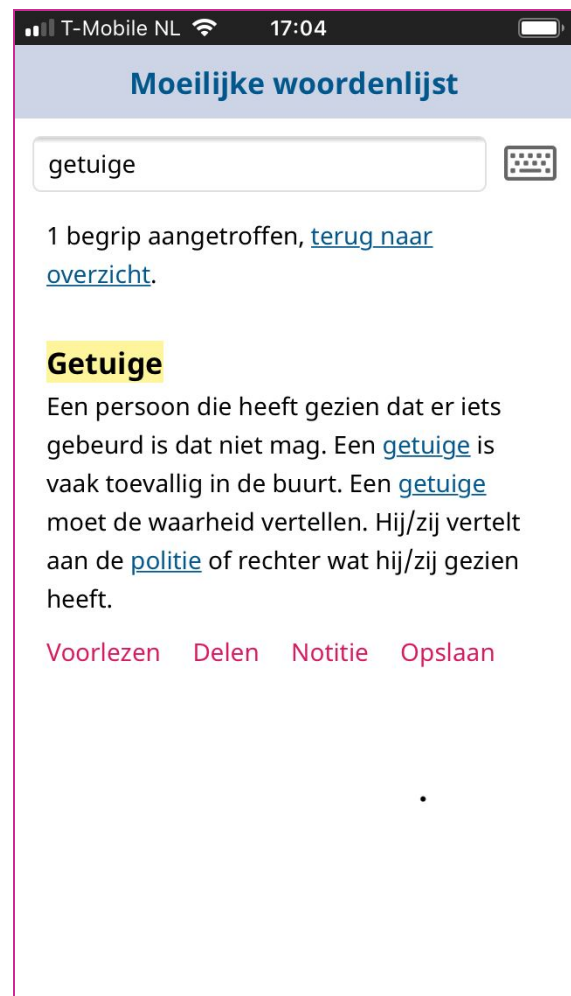 T-Mobile NL 17:04
Moeilijke woordenlijst
getuige
1 begrip aangetroffen, terug naar
overzicht.
Getuige
Een persoon die heeft gezien dat er iets
gebeurd is dat niet mag. Een getuige is
vaak toevallig in de buurt. Een getuige
moet de waarheid vertellen. Hij/zij vertelt
aan de politie of rechter wat hij/zij gezien
heeft.
Voorlezen Delen Notitie Opslaan
.